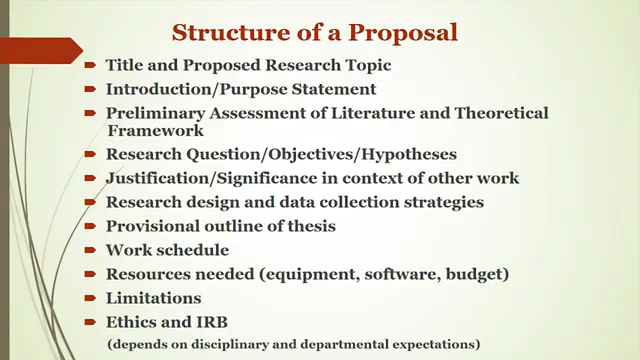 Structure of a Proposal
Title and Proposed Research Topic
Introduction/Purpose Statement
Preliminary Assessment of Literature and Theoretical
Framework
Research Question/Objectives/Hypotheses
Justification/Significance in context of other work
Research design and data collection strategies
Provisional outline of thesis
Work schedule
Resources needed (equipment, software, budget)
Limitations
Ethics and IRB
(depends on disciplinary and departmental expectations)